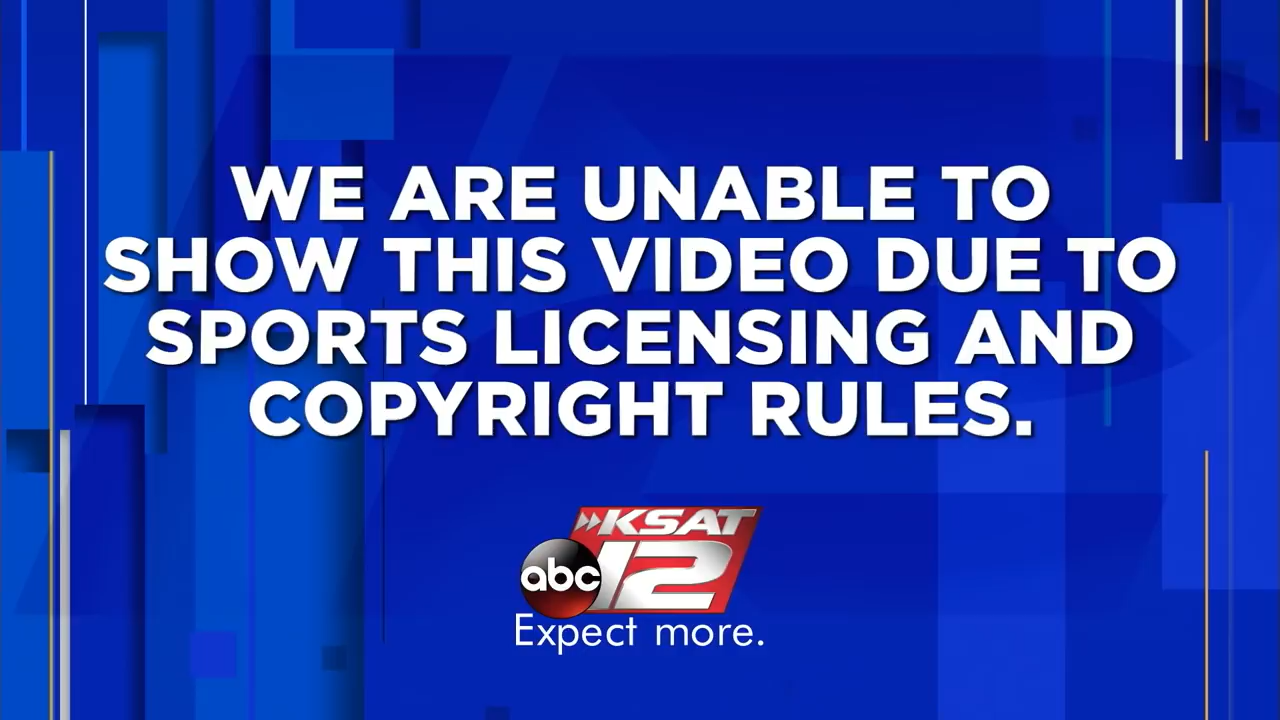 WE ARE UNABLE TO
SHOW THIS VIDEO DUE TO
SPORTS LICENSING AND
COPYRIGHT RULES.
KSAT
abc 12
Expect more.